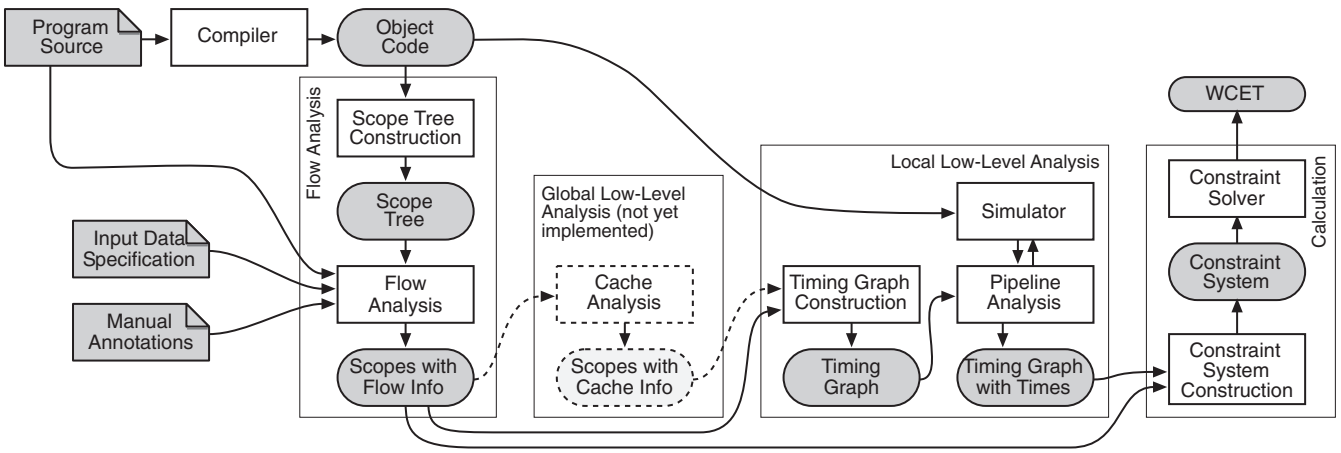 Program
Source
Compiler
Object
Code
Flow Analysis
Scope Tree
Construction
Scope
Tree
Input Data
Specification
Manual
Annotations
Flow
Analysis
Scopes with
Flow Info
Global Low-Level
Analysis (not yet
implemented)
Cache
Analysis
Scopes with
Cache Info
Local Low-Level Analysis
Simulator
Timing Graph
Construction
Pipeline
Analysis
Timing
Graph
Timing Graph
with Times
WCET
Calculation
Constraint
Solver
Constraint
System
Constraint
System
Construction